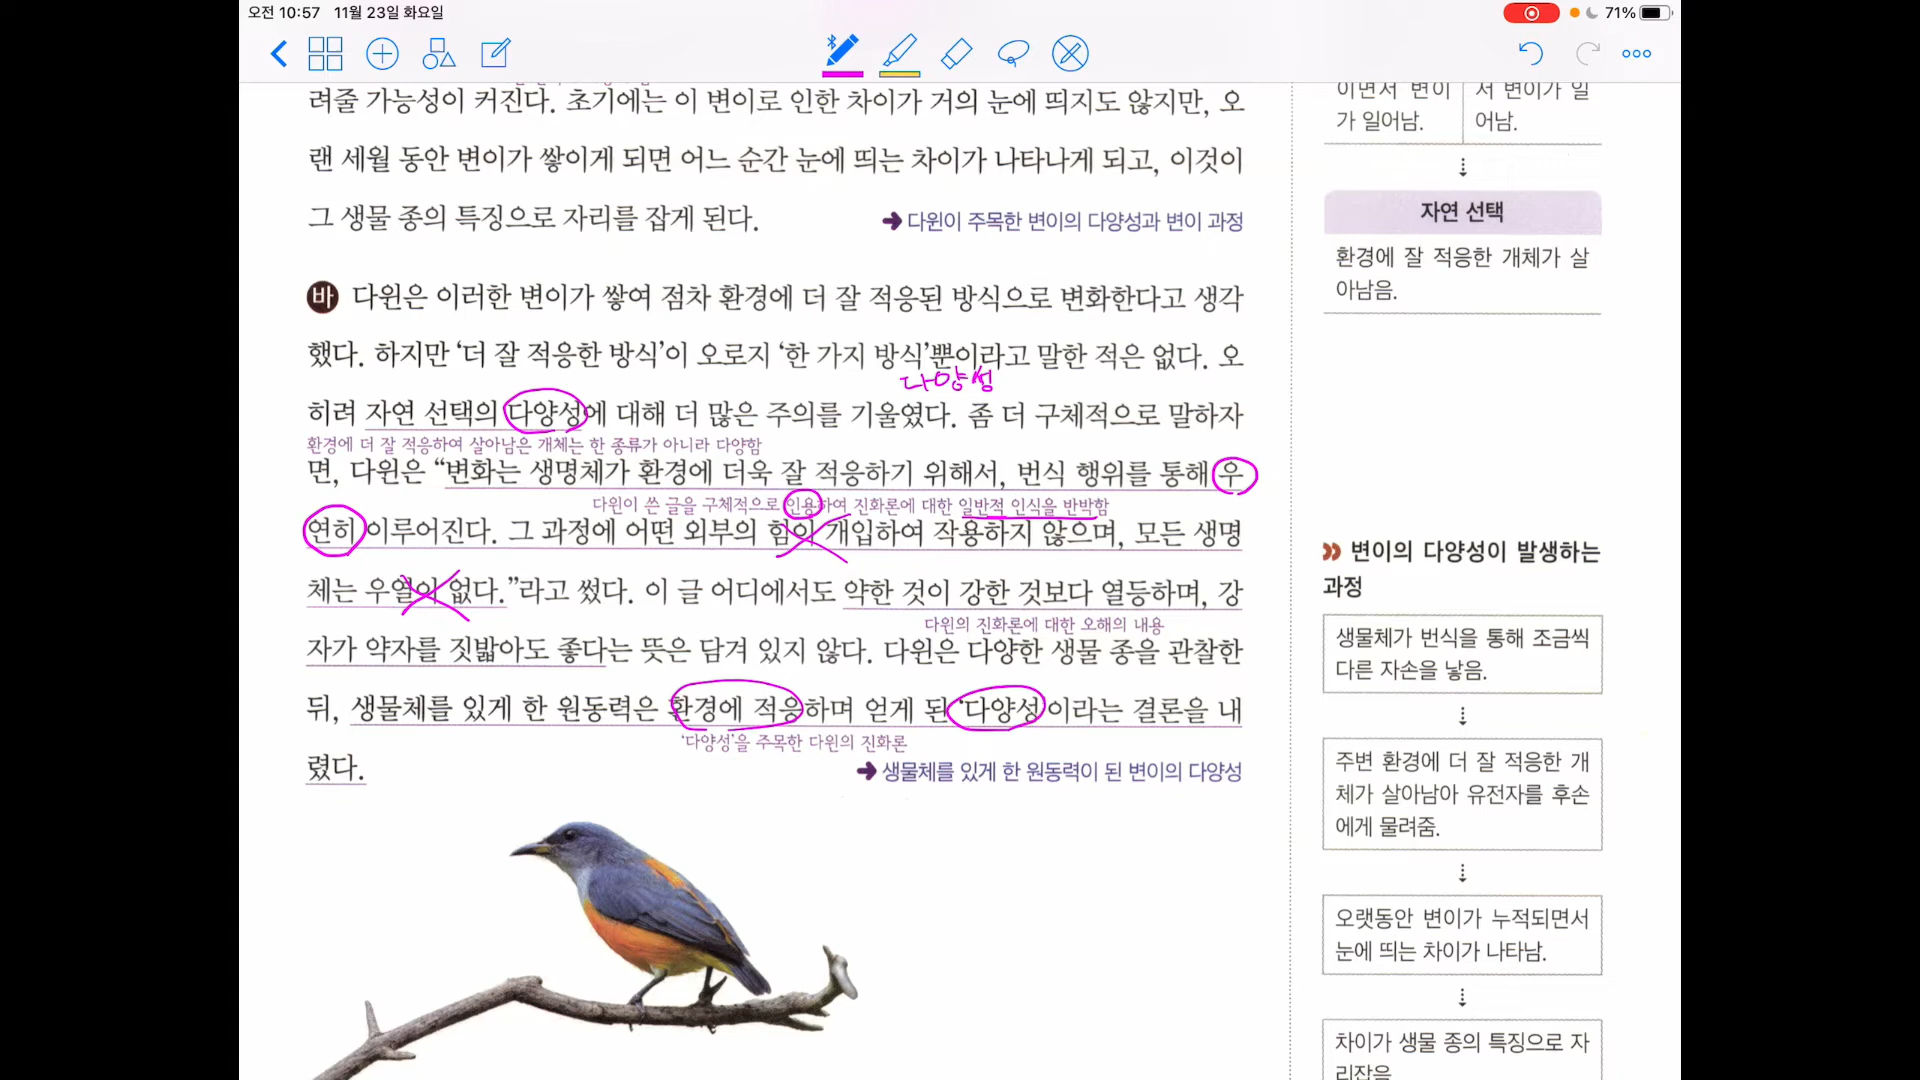 오전 10:57 11월 23일 화요일
71%
려줄 가능성이 커진다. 초기에는 이 변이로 인한 차이가 거의 눈에 띄지도 않지만, 오
랜 세월 동안 변이가 쌓이게 되면 어느 순간 눈에 띄는 차이가 나타나게 되고, 이것이
그 생물 종의 특징으로 자리를 잡게 된다.
➜ 다윈이 주목한 변이의 다양성과 변이 과정
바 다윈은 이러한 변이가 쌓여 점차 환경에 더 잘 적응된 방식으로 변화한다고 생각
했다. 하지만 ‘더 잘 적응한 방식’이 오로지 ‘한 가지 방식’뿐이라고 말한 적은 없다. 오
다양성
히려 자연 선택의 다양성에 대해 더 많은 주의를 기울였다. 좀 더 구체적으로 말하자
환경에 더 잘 적응하여 살아남은 개체는 한 종류가 아니라 다양함
면, 다윈은 “변화는 생명체가 환경에 더욱 잘 적응하기 위해서, 번식 행위를 통해 우
다윈이 쓴 글을 구체적으로 인용하여 진화론에 대한 일반적 인식을 반박함
연히 이루어진다. 그 과정에 어떤 외부의 힘이 개입하여 작용하지 않으며, 모든 생명
체는 우열이 없다.”라고 썼다. 이 글 어디에서도 약한 것이 강한 것보다 열등하며, 강
다윈의 진화론에 대한 오해의 내용
자가 약자를 짓밟아도 좋다는 뜻은 담겨 있지 않다. 다윈은 다양한 생물 종을 관찰한
뒤, 생물체를 있게 한 원동력은 환경에 적응하며 얻게 된 ‘다양성’이라는 결론을 내
‘다양성’을 주목한 다윈의 진화론
렸다.
➜ 생물체를 있게 한 원동력이 된 변이의 다양성
이면서 변이
가 일어남.
서 변이가 일
어남.
자연 선택
환경에 잘 적응한 개체가 살
아남음.
변이의 다양성이 발생하는
과정
생물체가 번식을 통해 조금씩
다른 자손을 낳음.
주변 환경에 더 잘 적응한 개
체가 살아남아 유전자를 후손
에게 물려줌.
오랫동안 변이가 누적되면서
눈에 띄는 차이가 나타남.
차이가 생물 종의 특징으로 자
리잡음